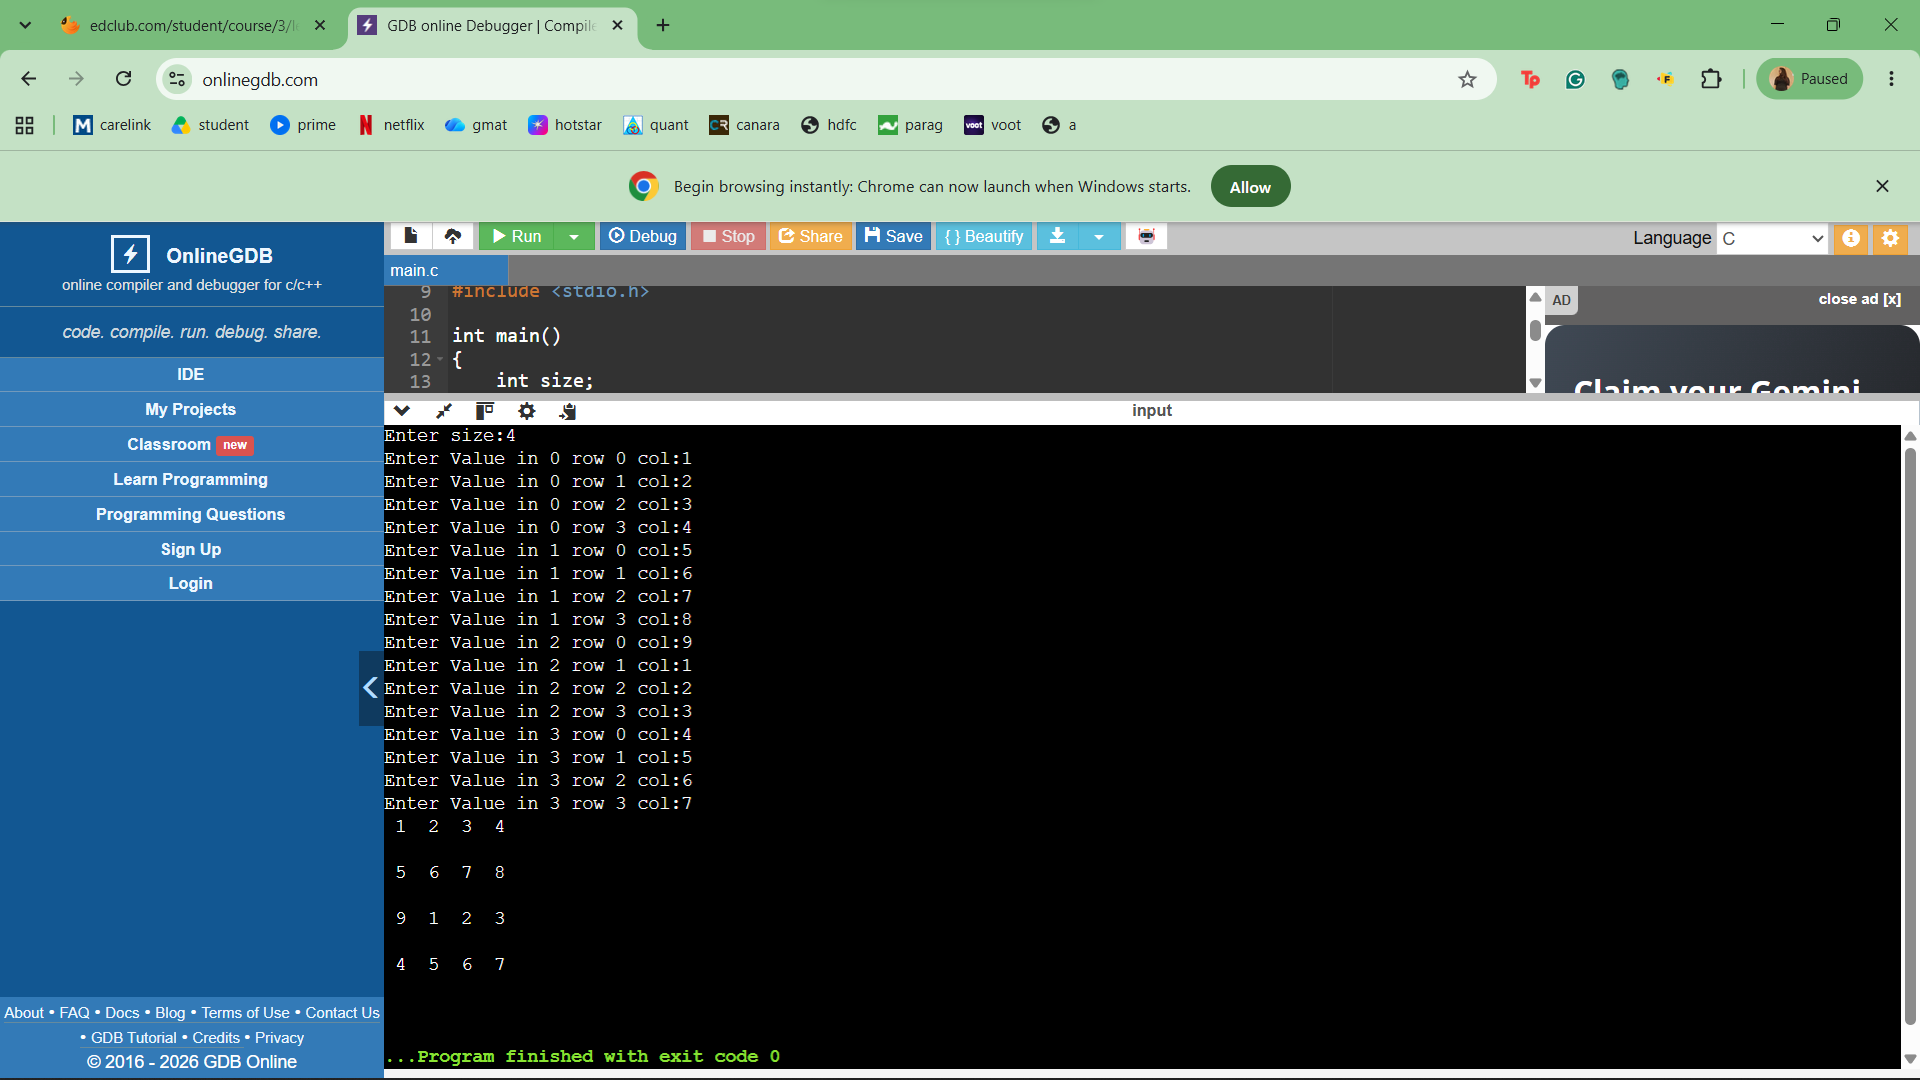 edclub.com/student/course/3/l
GDB online Debugger | Compile
onlinegdb.com
Paused
carelink
student
prime
netflix
gmat
hotstar
quant
canara
hdfc
parag
voot
a
Begin browsing instantly: Chrome can now launch when Windows starts.
Allow
OnlineGDB
online compiler and debugger for c/c++
code. compile. run. debug. share.
IDE
My Projects
Classroom new
Learn Programming
Programming Questions
Sign Up
Login
About • FAQ • Docs • Blog • Terms of Use • Contact Us
• GDB Tutorial • Credits • Privacy
© 2016 - 2026 GDB Online
Run
Debug
Stop
Share
Save
{ } Beautify
Language C
main.c
9 #include <stdio.h>
10
11 int main()
12 {
13 int size;
AD
close ad [x]
Claim your Gemini
input
Enter size:4
Enter Value in 0 row 0 col:1
Enter Value in 0 row 1 col:2
Enter Value in 0 row 2 col:3
Enter Value in 0 row 3 col:4
Enter Value in 1 row 0 col:5
Enter Value in 1 row 1 col:6
Enter Value in 1 row 2 col:7
Enter Value in 1 row 3 col:8
Enter Value in 2 row 0 col:9
Enter Value in 2 row 1 col:1
Enter Value in 2 row 2 col:2
Enter Value in 2 row 3 col:3
Enter Value in 3 row 0 col:4
Enter Value in 3 row 1 col:5
Enter Value in 3 row 2 col:6
Enter Value in 3 row 3 col:7
1 2 3 4
5 6 7 8
9 1 2 3
4 5 6 7
...Program finished with exit code 0